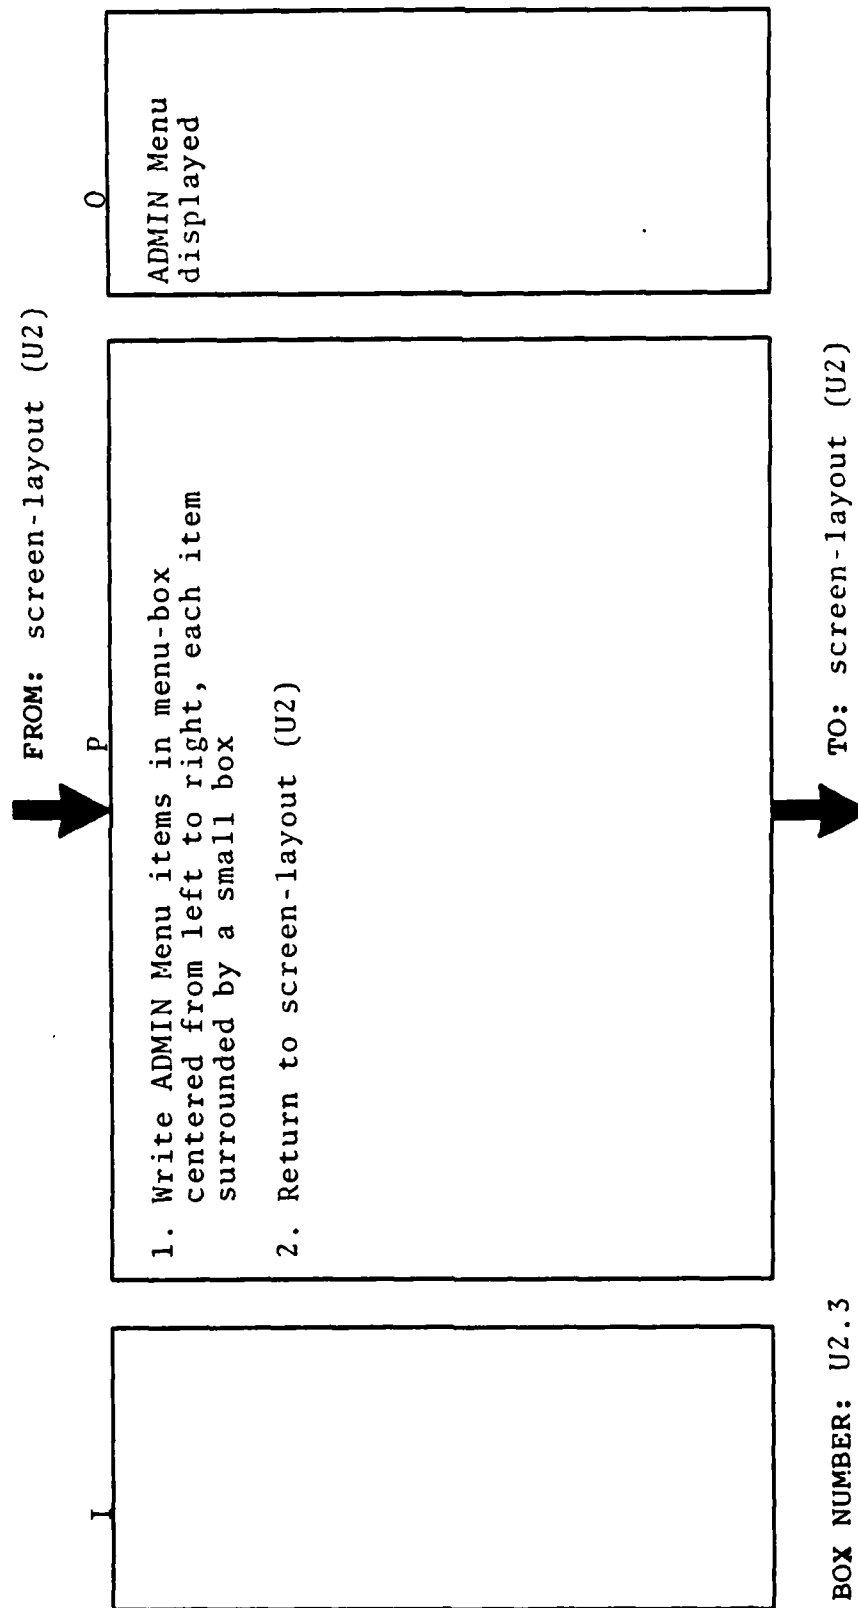 FROM: screen-layout (U2)
I
P
O
1. Write ADMIN Menu items in menu-box
centered from left to right, each item
surrounded by a small box
2. Return to screen-layout (U2)
ADMIN Menu
displayed
BOX NUMBER: U2.3
TO: screen-layout (U2)